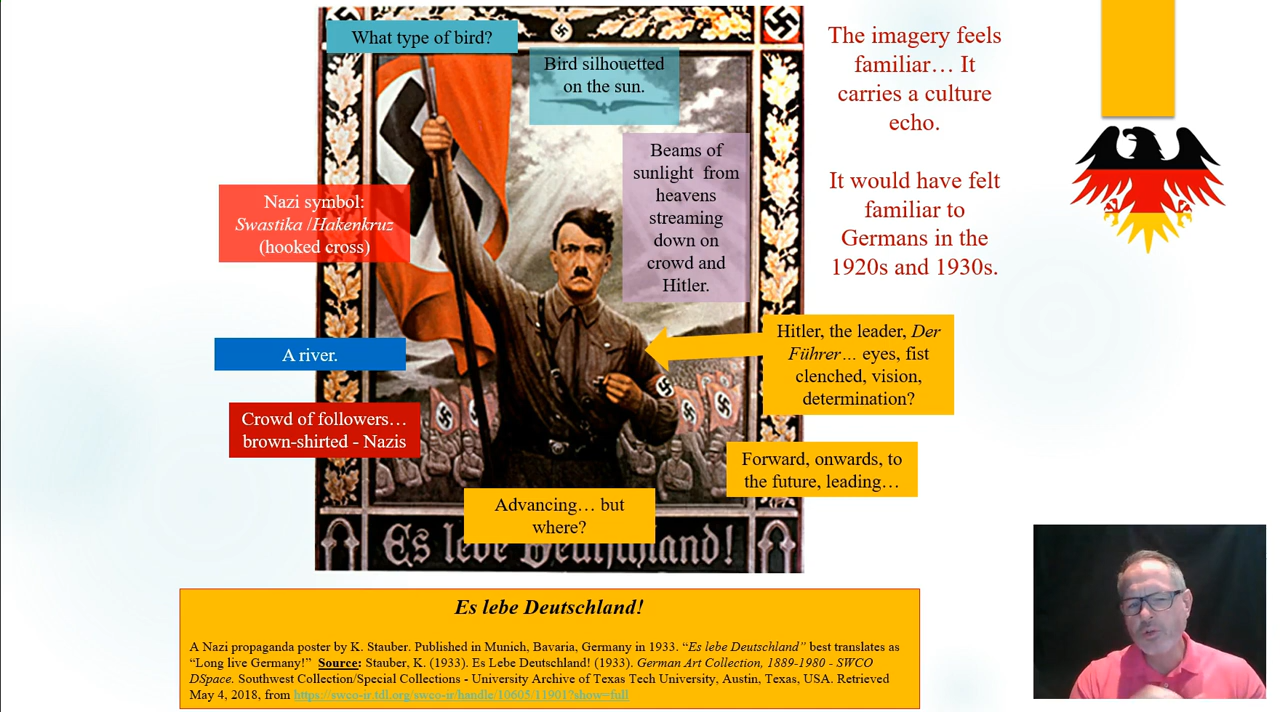 What type of bird?
Bird silhouetted
on the sun.
The imagery feels
familiar… It
carries a culture
echo.
It would have felt
familiar to
Germans in the
1920s and 1930s.
Beams of
sunlight from
heavens
streaming
down on
crowd and
Hitler.
Nazi symbol:
Swastika /Hakenkruz
(hooked cross)
Hitler, the leader, Der
Führer… eyes, fist
clenched, vision,
determination?
A river.
Crowd of followers…
brown-shirted - Nazis
Forward, onwards, to
the future, leading…
Advancing… but
where?
Es lebe Deutschland!
Es lebe Deutschland!
A Nazi propaganda poster by K. Stauber. Published in Munich, Bavaria, Germany in 1933. “Es lebe Deutschland” best translates as
“Long live Germany!” Source: Stauber, K. (1933). Es Lebe Deutschland! (1933). German Art Collection, 1889-1980 - SWCO
DSpace. Southwest Collection/Special Collections - University Archive of Texas Tech University, Austin, Texas, USA. Retrieved
May 4, 2018, from https://swco-ir.tdl.org/swco-ir/handle/10605/11901?show=full